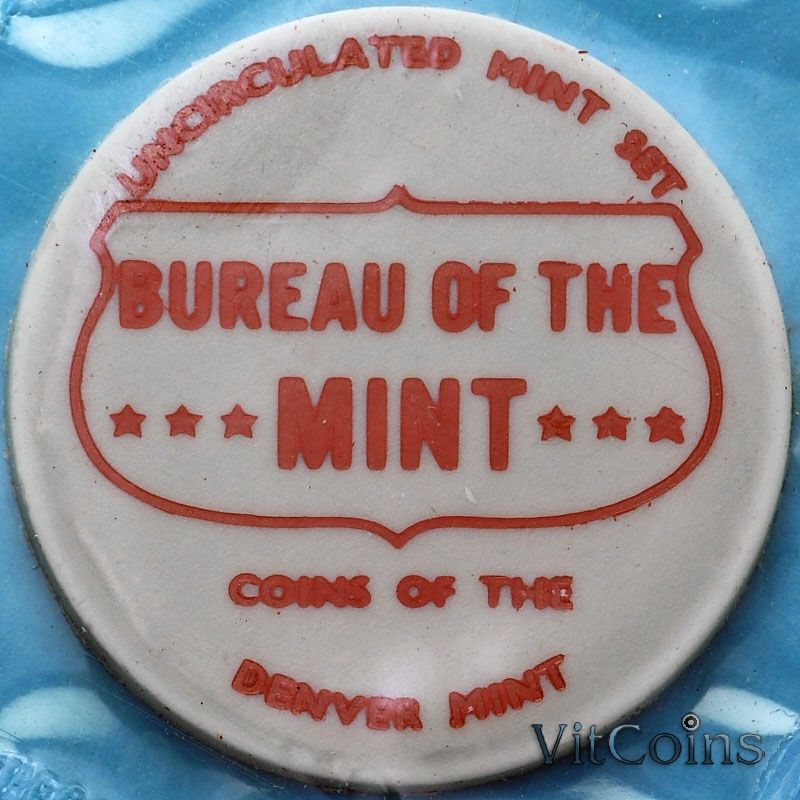 UNCIRCULATED MINT SET
BUREAU OF THE
MINT
COINS OF THE
DENVER MINT
VitCoins